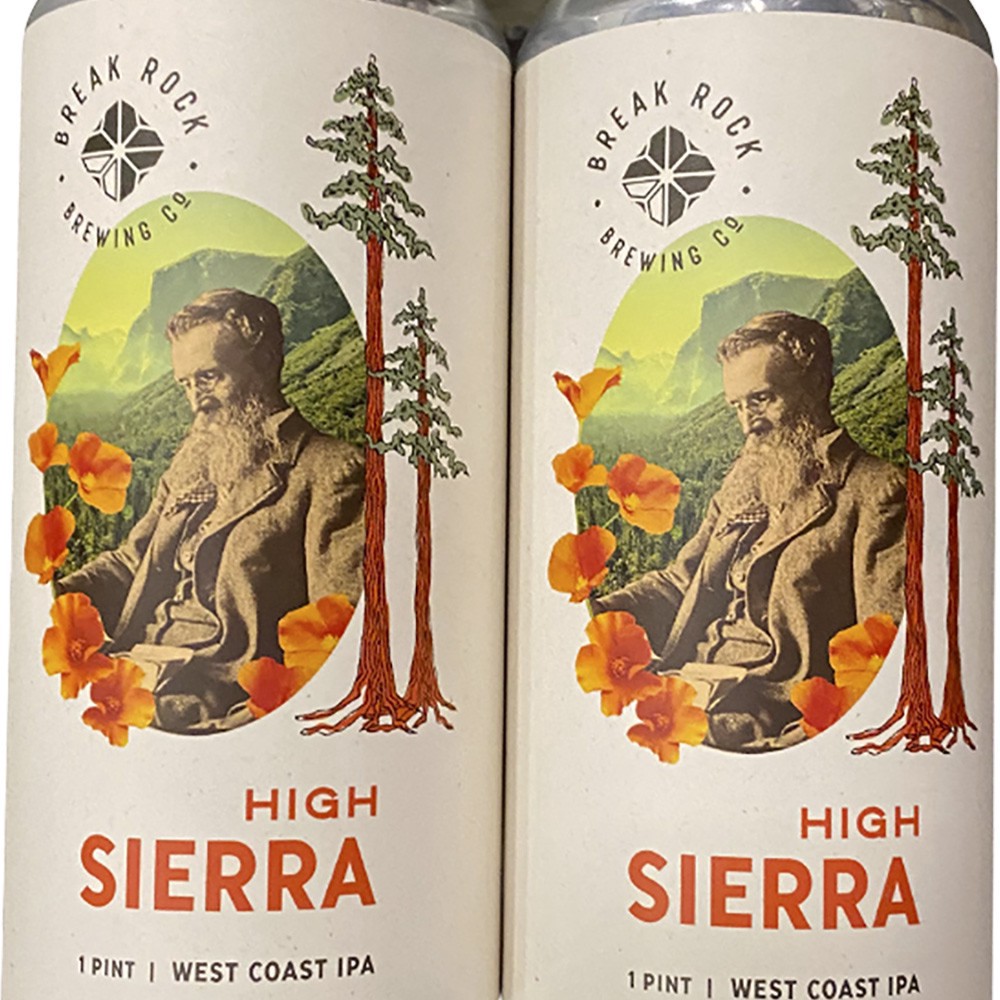 BREAK ROCK
BREWING Cº
HIGH
SIERRA
1 PINT | WEST COAST IPA
BREAK ROCK
BREWING Cº
HIGH
SIERRA
1 PINT | WEST COAST IPA